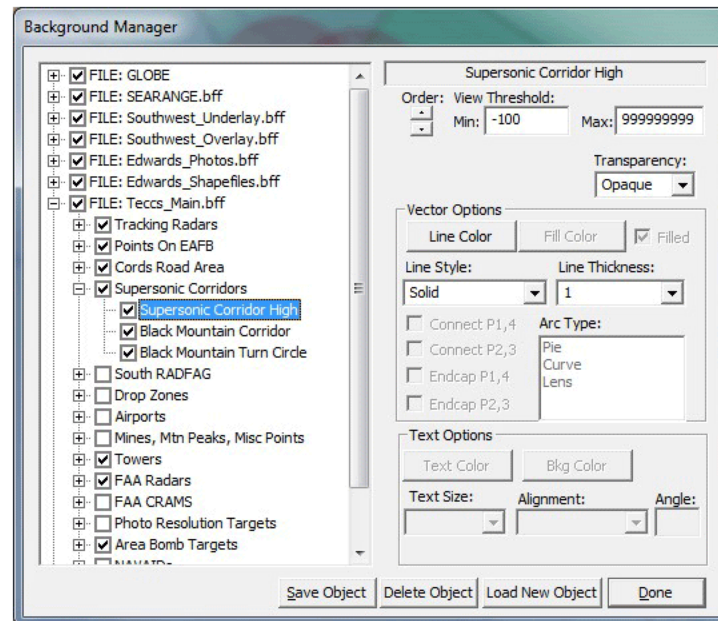 Background Manager
FILE: GLOBE
FILE: SEARANGE.bff
FILE: Southwest_Underlay.bff
FILE: Southwest_Overlay.bff
FILE: Edwards_Photos.bff
FILE: Edwards_Shapefiles.bff
FILE: Teccs_Main.bff
Tracking Radars
Points On EAFB
Cords Road Area
Supersonic Corridors
Supersonic Corridor High
Black Mountain Corridor
Black Mountain Turn Circle
South RADFAG
Drop Zones
Airports
Mines, Mtn Peaks, Misc Points
Towers
FAA Radars
FAA CRAMS
Photo Resolution Targets
Area Bomb Targets
NAVAIDs
Supersonic Corridor High
Order: View Threshold:
Min: -100 Max: 999999999
Transparency:
Opaque
Vector Options
Line Color Fill Color Filled
Line Style: Line Thickness:
Solid 1
Connect P1,4 Arc Type:
Connect P2,3 Pie
Endcap P1,4 Curve
Endcap P2,3 Lens
Text Options
Text Color Bkg Color
Text Size: Alignment: Angle:
Save Object Delete Object Load New Object Done